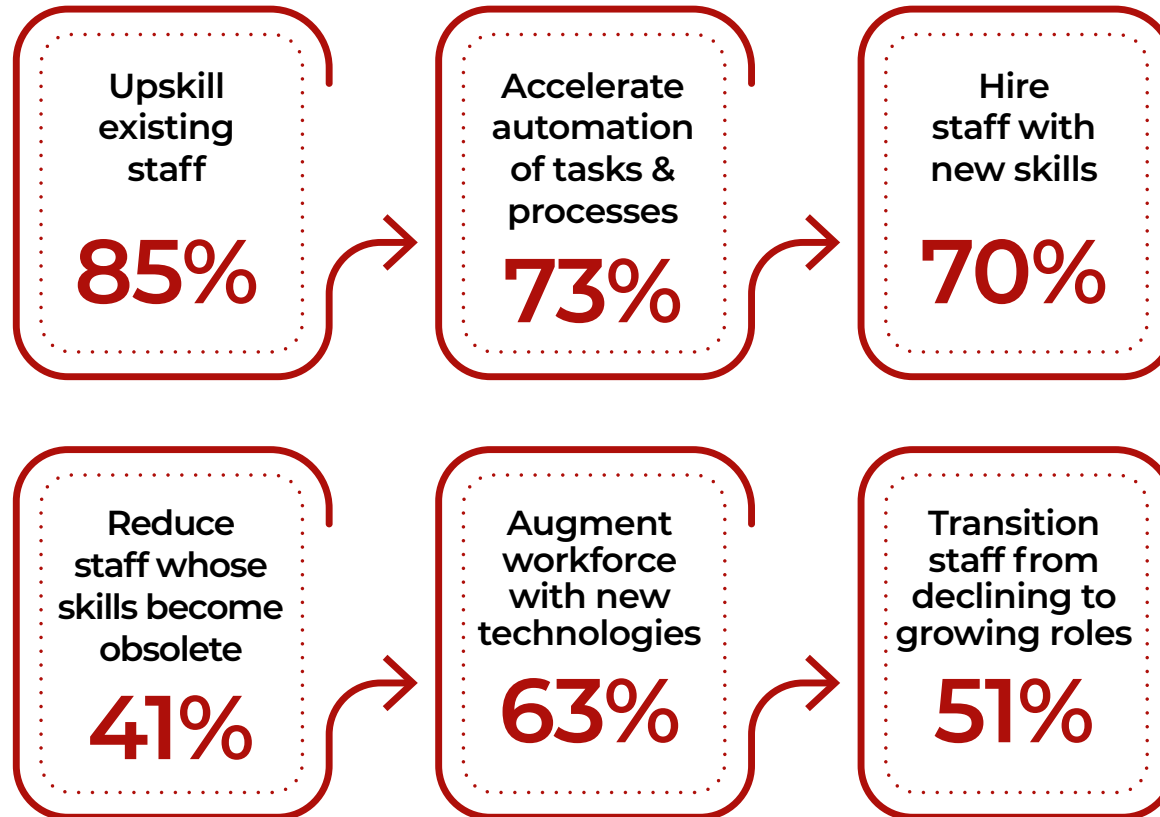 Upskill
existing
staff
85%
Accelerate
automation
of tasks &
processes
73%
Hire
staff with
new skills
70%
Reduce
staff whose
skills become
obsolete
41%
Augment
workforce
with new
technologies
63%
Transition
staff from
declining to
growing roles
51%